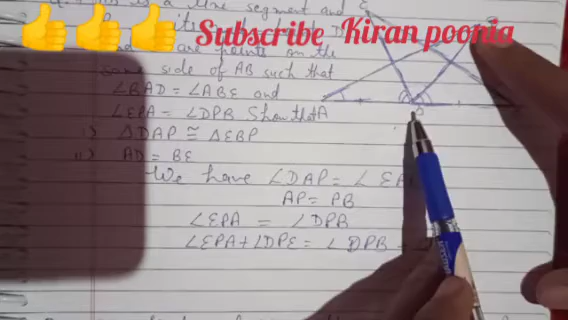 is a line segment and
Subscribe Kiran poonia
are points on the
same side of AB such that
∠BAD = ∠ABE and
∠EPA = ∠DPB Show that
i) ΔDAP ≅ ΔEBP
ii) AD = BE
We have ∠DAP = ∠
AP = PB
∠EPA = ∠DPB
∠EPA + ∠DPE = ∠DPB +
E
A
P